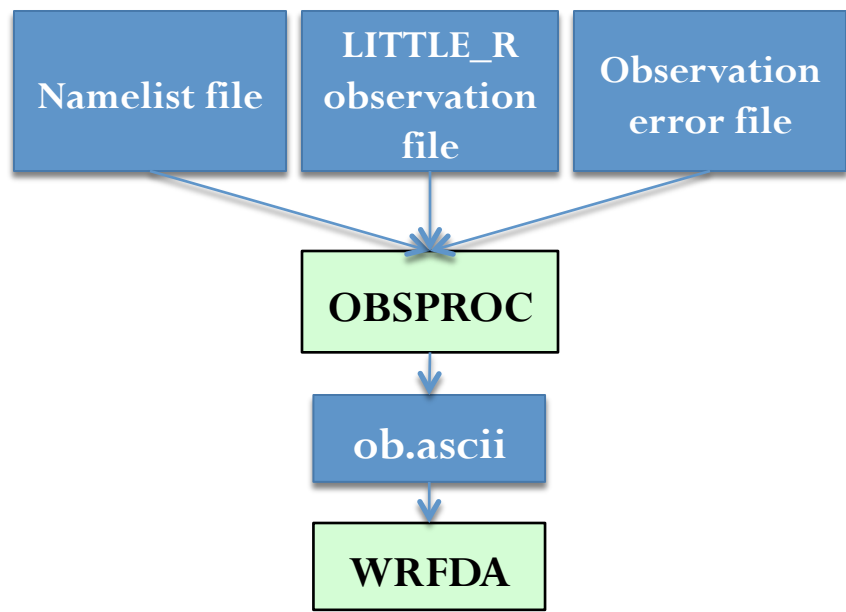 Namelist file
LITTLE_R
observation
file
Observation
error file
OBSPROC
ob.ascii
WRFDA